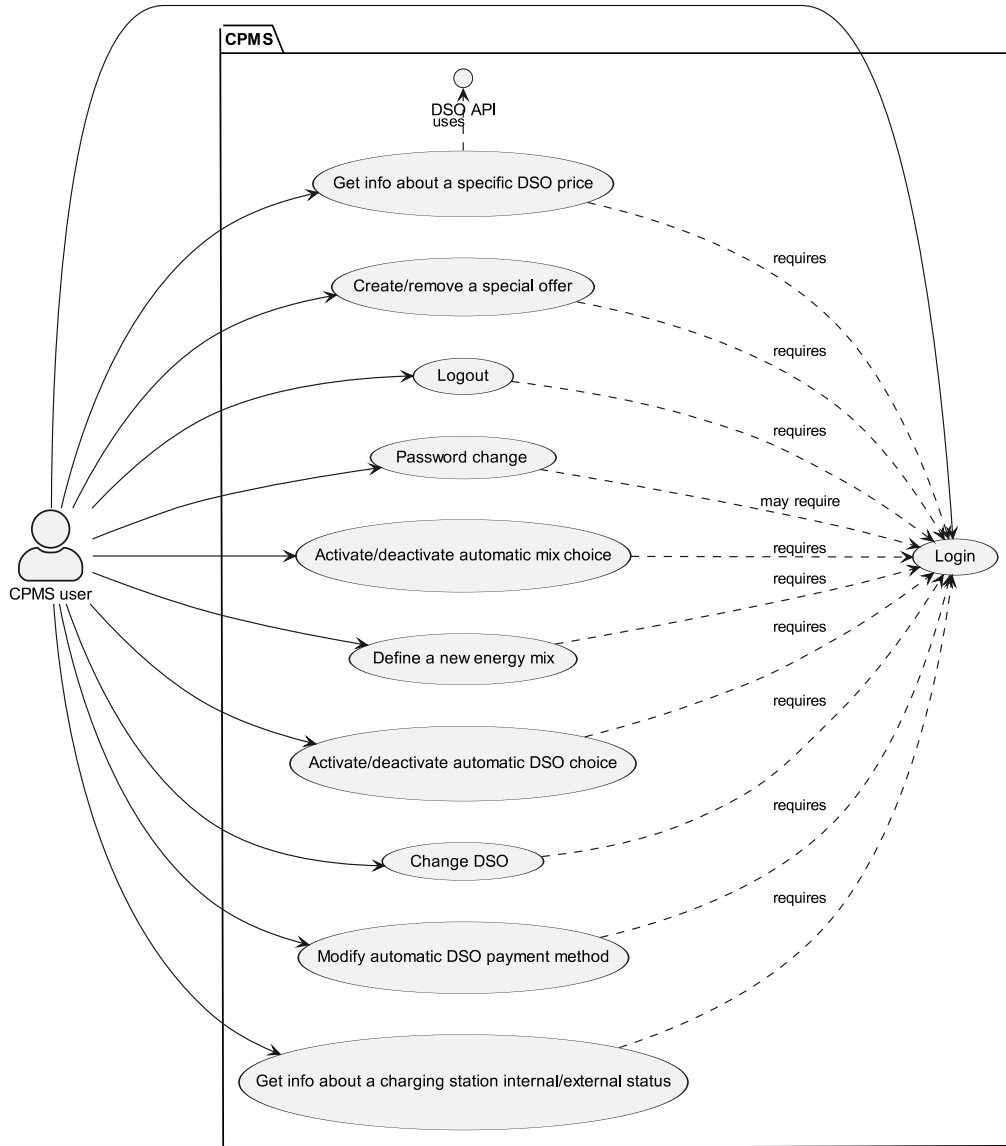 CPMS
DSO API
uses
Get info about a specific DSO price
requires
Create/remove a special offer
requires
Logout
requires
Password change
may require
Activate/deactivate automatic mix choice
requires
Login
CPMS user
requires
Define a new energy mix
requires
Activate/deactivate automatic DSO choice
requires
Change DSO
requires
Modify automatic DSO payment method
requires
Get info about a charging station internal/external status